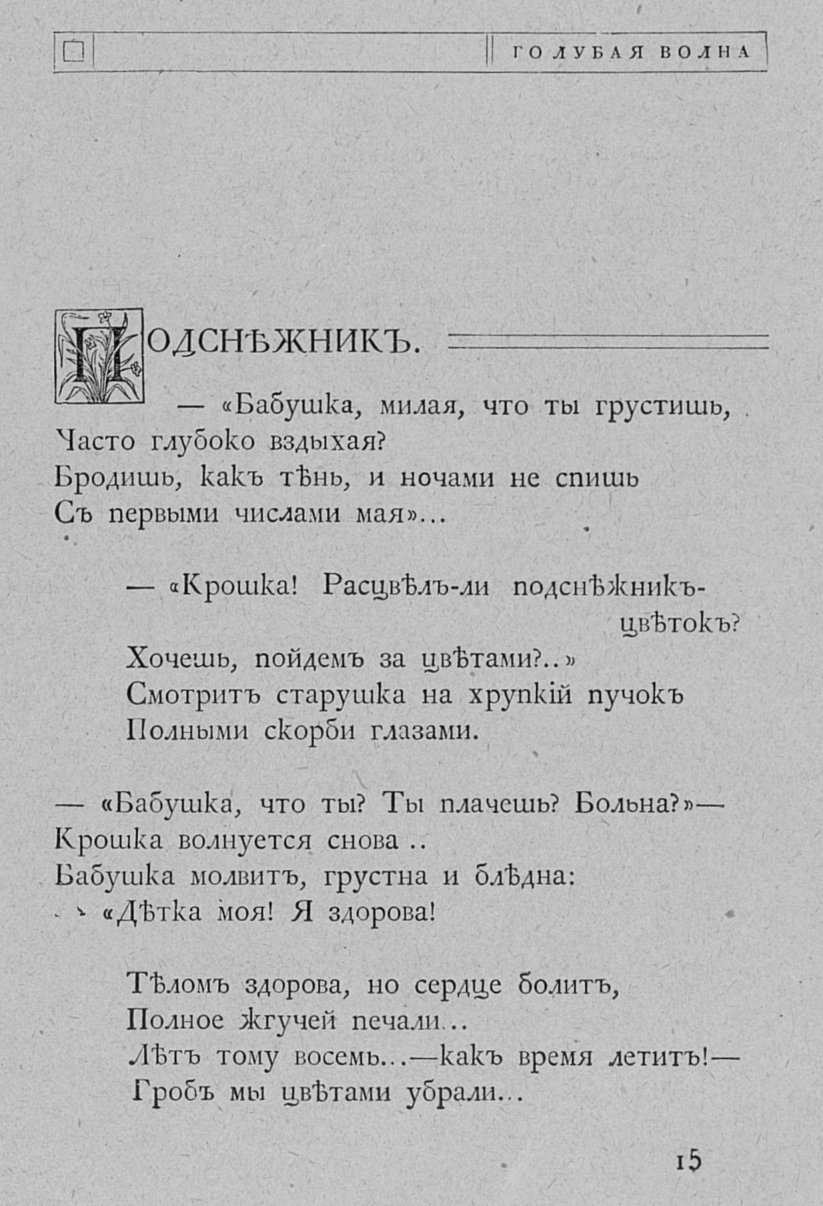 ГОЛУБАЯ ВОЛНА
ПОДСНѢЖНИКЪ.
— «Бабушка, милая, что ты грустишь,
Часто глубоко вздыхая?
Бродишь, какъ тѣнь, и ночами не спишь
Съ первыми числами мая»...
— «Крошка! Расцвѣлъ-ли подснѣжникъ-
цвѣтокъ?
Хочешь, пойдемъ за цвѣтами?..»
Смотритъ старушка на хрупкій пучокъ
Полными скорби глазами.
— «Бабушка, что ты? Ты плачешь? Больна?»—
Крошка волнуется снова ..
Бабушка молвитъ, грустна и блѣдна:
- «Дѣтка моя! Я здорова!
Тѣломъ здорова, но сердце болитъ,
Полное жгучей печали...
Лѣтъ тому восемь...—какъ время летитъ!—
Гробъ мы цвѣтами убрали...
15